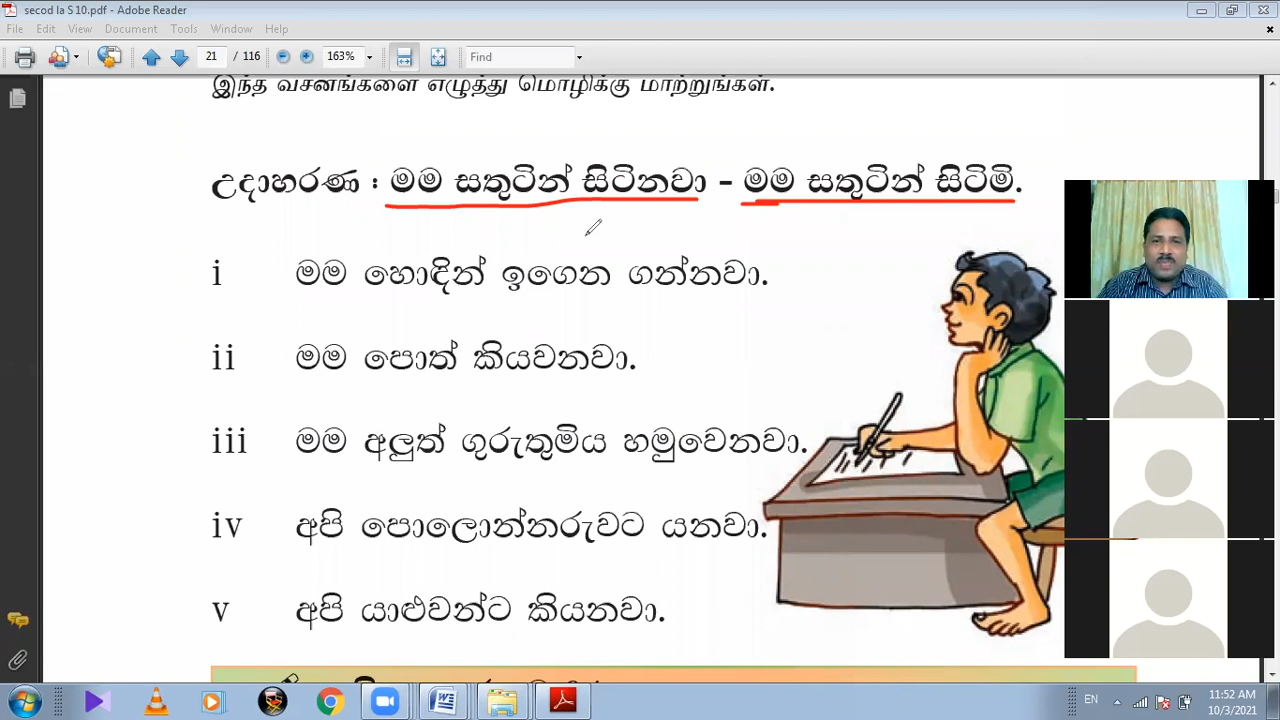 secod la S 10.pdf - Adobe Reader
File Edit View Document Tools Window Help
21 / 116 163% Find
இந்த வசனங்களை எழுத்து மொழிக்கு மாற்றுங்கள்.
උදාහරණ : මම සතුටින් සිටිනවා - මම සතුටින් සිටිමි.
i මම හොඳින් ඉගෙන ගන්නවා.
ii මම පොත් කියවනවා.
iii මම අලුත් ගුරුතුමිය හමුවෙනවා.
iv අපි පොලොන්නරුවට යනවා.
v අපි යාළුවන්ට කියනවා.
EN
11:52 AM
10/3/2021